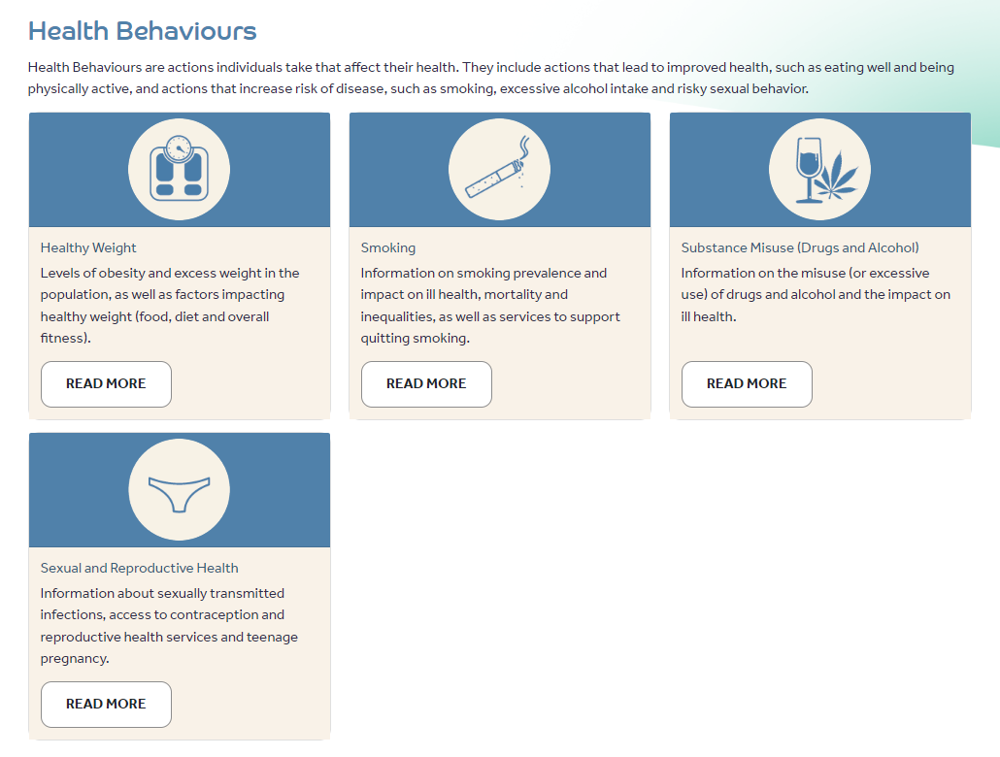 Health Behaviours
Health Behaviours are actions individuals take that affect their health. They include actions that lead to improved health, such as eating well and being
physically active, and actions that increase risk of disease, such as smoking, excessive alcohol intake and risky sexual behavior.
Healthy Weight
Levels of obesity and excess weight in the
population, as well as factors impacting
healthy weight (food, diet and overall
fitness).
READ MORE
Smoking
Information on smoking prevalence and
impact on ill health, mortality and
inequalities, as well as services to support
quitting smoking.
READ MORE
Substance Misuse (Drugs and Alcohol)
Information on the misuse (or excessive
use) of drugs and alcohol and the impact on
ill health.
READ MORE
Sexual and Reproductive Health
Information about sexually transmitted
infections, access to contraception and
reproductive health services and teenage
pregnancy.
READ MORE